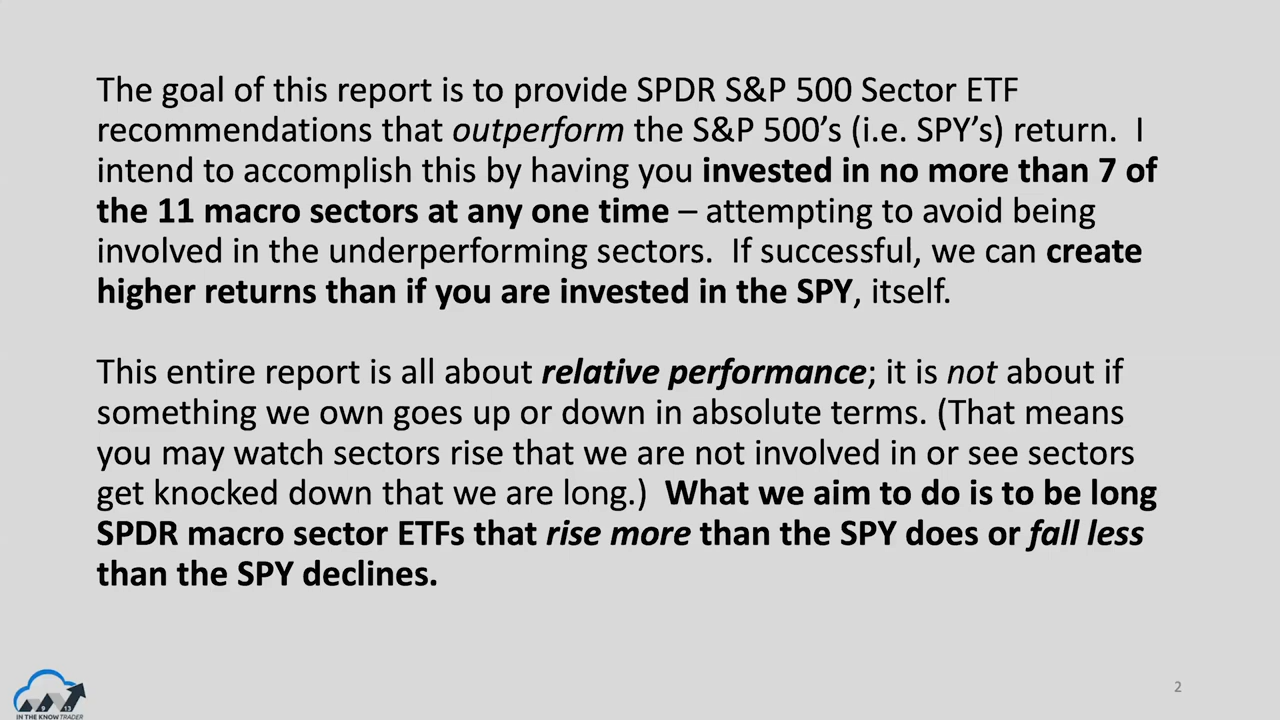 The goal of this report is to provide SPDR S&P 500 Sector ETF
recommendations that outperform the S&P 500’s (i.e. SPY’s) return.  I
intend to accomplish this by having you invested in no more than 7 of
the 11 macro sectors at any one time – attempting to avoid being
involved in the underperforming sectors.  If successful, we can create
higher returns than if you are invested in the SPY, itself.
This entire report is all about relative performance; it is not about if
something we own goes up or down in absolute terms. (That means
you may watch sectors rise that we are not involved in or see sectors
get knocked down that we are long.)  What we aim to do is to be long
SPDR macro sector ETFs that rise more than the SPY does or fall less
than the SPY declines.
IN THE KNOW TRADER
2